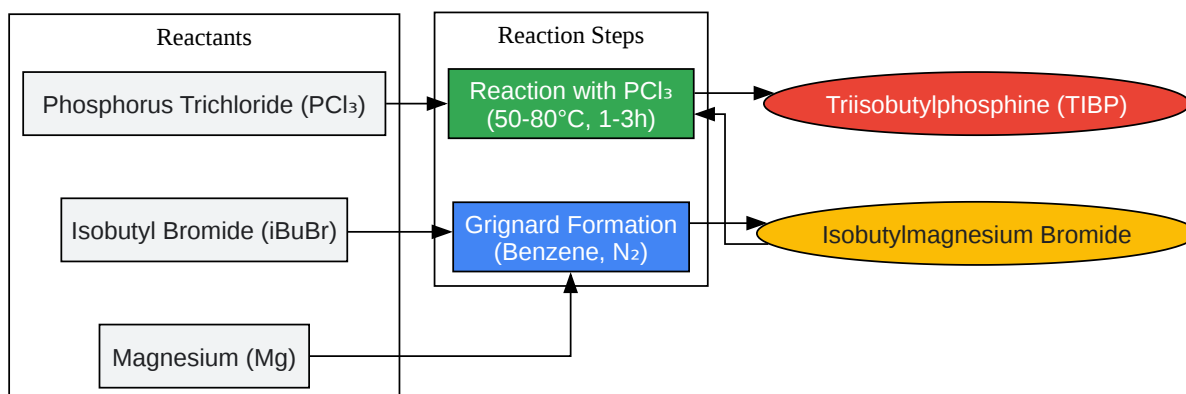 Reactants
Reaction Steps
Phosphorus Trichloride (PCl₃)
Reaction with PCl₃
(50-80°C, 1-3h)
Triisobutylphosphine (TIBP)
Isobutyl Bromide (iBuBr)
Grignard Formation
(Benzene, N₂)
Isobutylmagnesium Bromide
Magnesium (Mg)